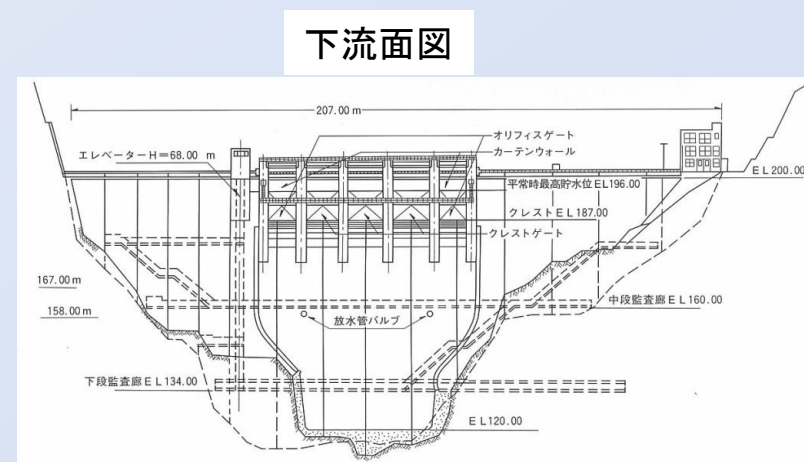 下流面図
207.00m
オリフィスゲート
カーテンウォール
エレベーターH=68.00 m
EL200.00
平常時最高貯水位EL196.00
クレストEL187.00
クレストゲート
167.00m
158.00m
中段監査廊EL160.00
放水管バルブ
下段監査廊EL134.00
EL120.00